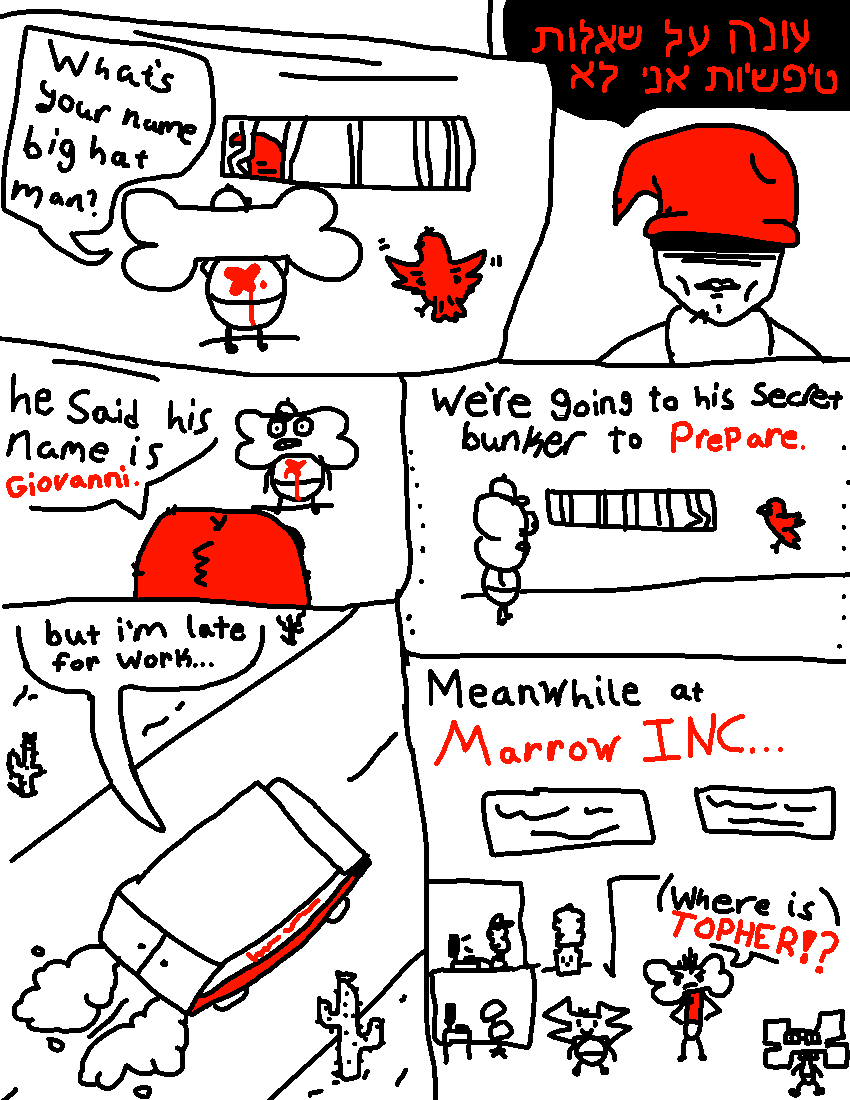 What's
your name
big hat
man?
עונה על שאלות
טיפשיות אני לא
he said his
name is
Giovanni.
We're going to his secret
bunker to Prepare.
but i'm late
for work...
Meanwhile at
Marrow INC...
(Where is)
TOPHER!?